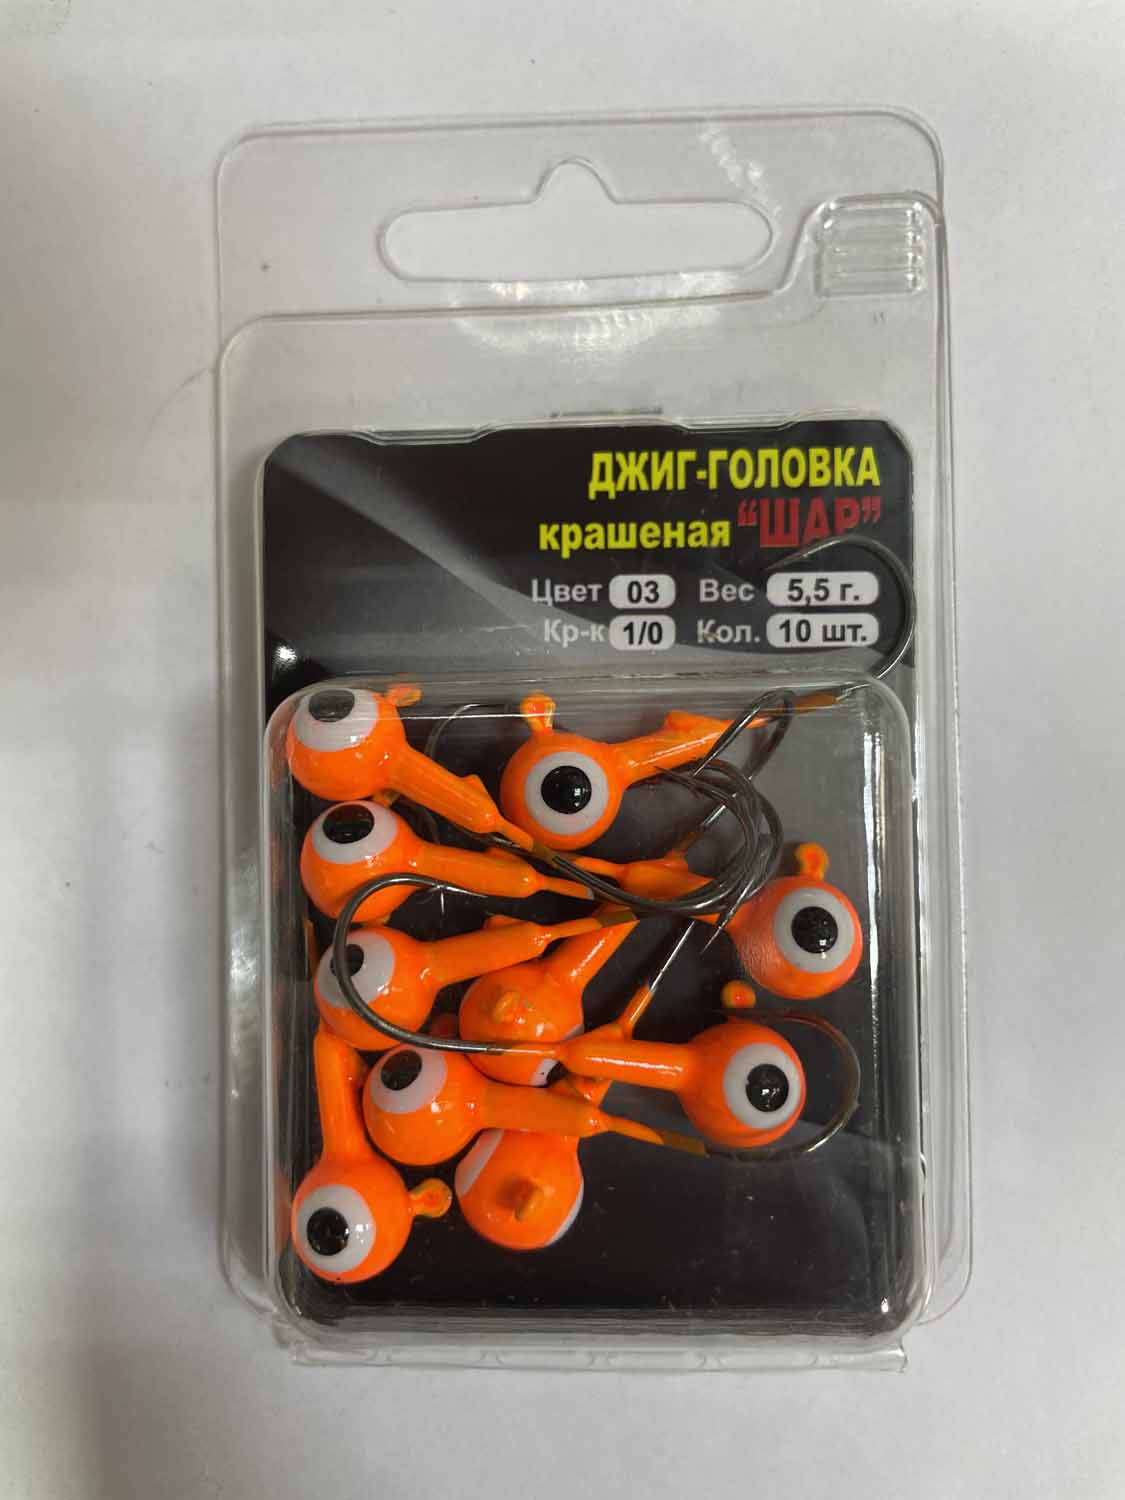 ДЖИГ-ГОЛОВКА
крашеная “ШАР”
Цвет 03 Вес 5,5 г.
Кр-к 1/0 Кол. 10 шт.